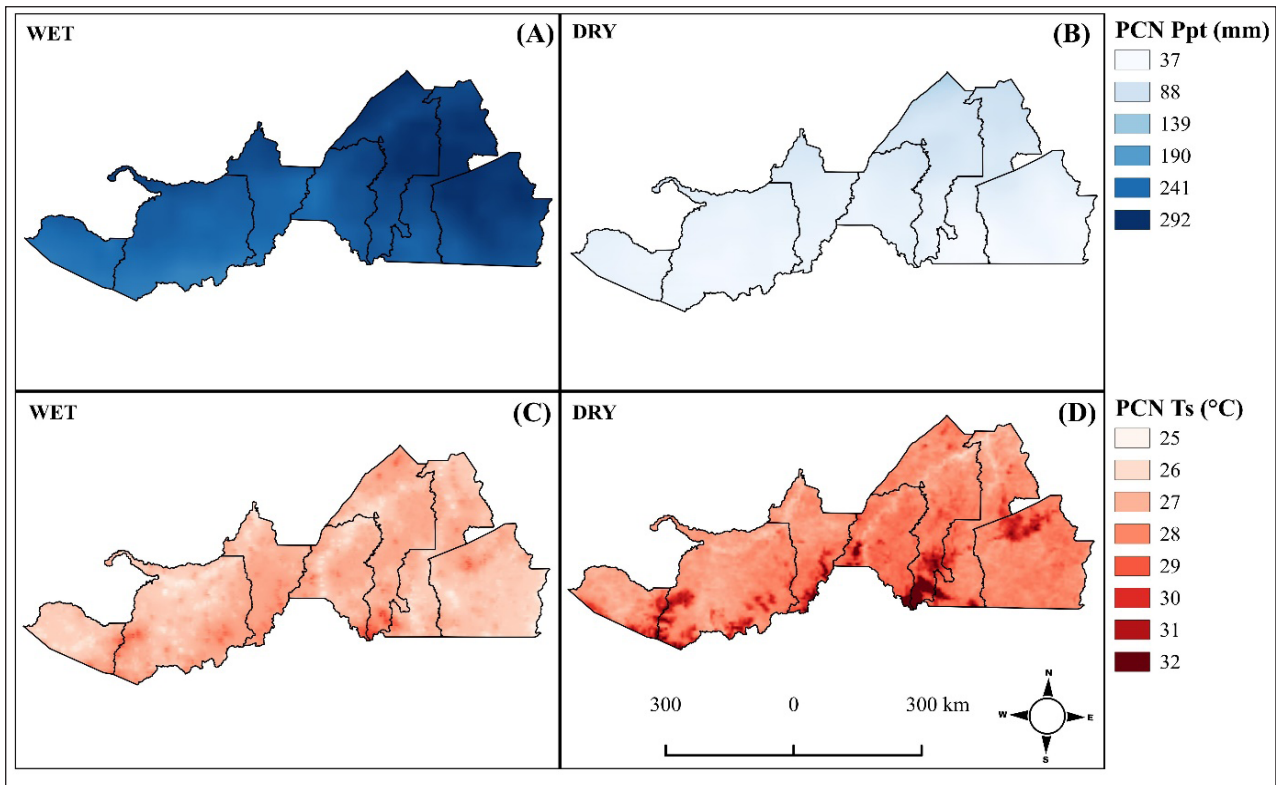 WET
(A)
DRY
(B)
PCN Ppt (mm)
37
88
139
190
241
292
WET
(C)
DRY
(D)
PCN Ts (°C)
25
26
27
28
29
30
31
32
300 0 300 km
N
W E
S